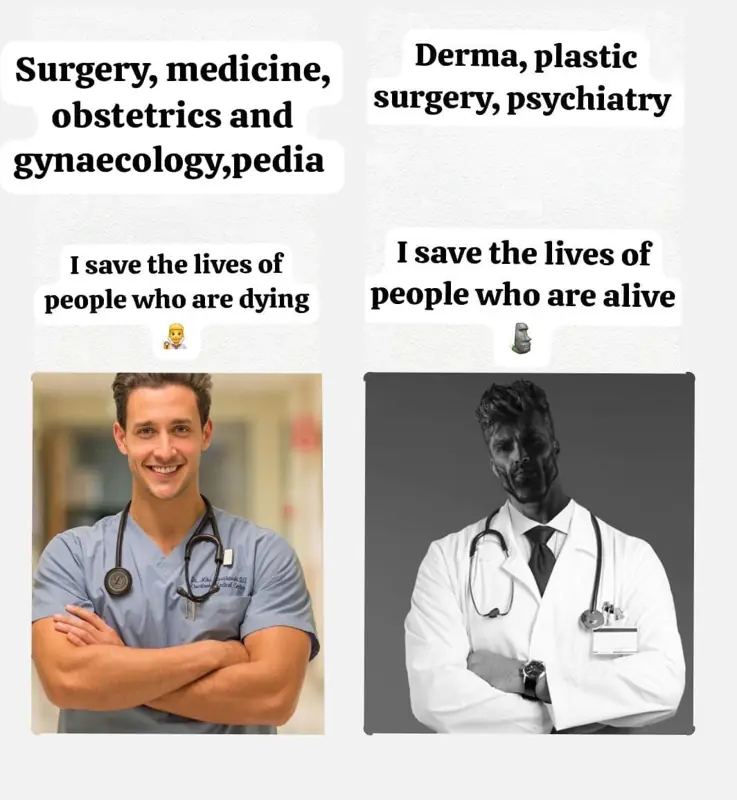 Surgery, medicine,
obstetrics and
gynaecology,pedia
I save the lives of
people who are dying
Derma, plastic
surgery, psychiatry
I save the lives of
people who are alive